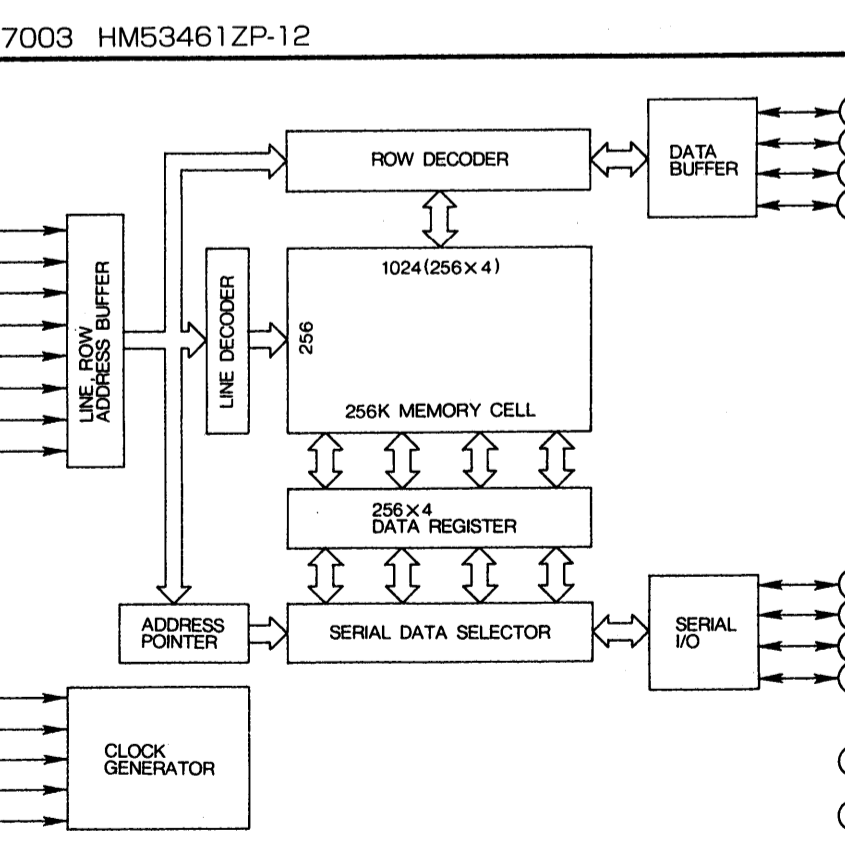 7003 HM53461ZP-12
ROW DECODER
DATA
BUFFER
LINE, ROW
ADDRESS BUFFER
LINE DECODER
1024(256×4)
256
256K MEMORY CELL
256×4
DATA REGISTER
ADDRESS
POINTER
SERIAL DATA SELECTOR
SERIAL
I/O
CLOCK
GENERATOR